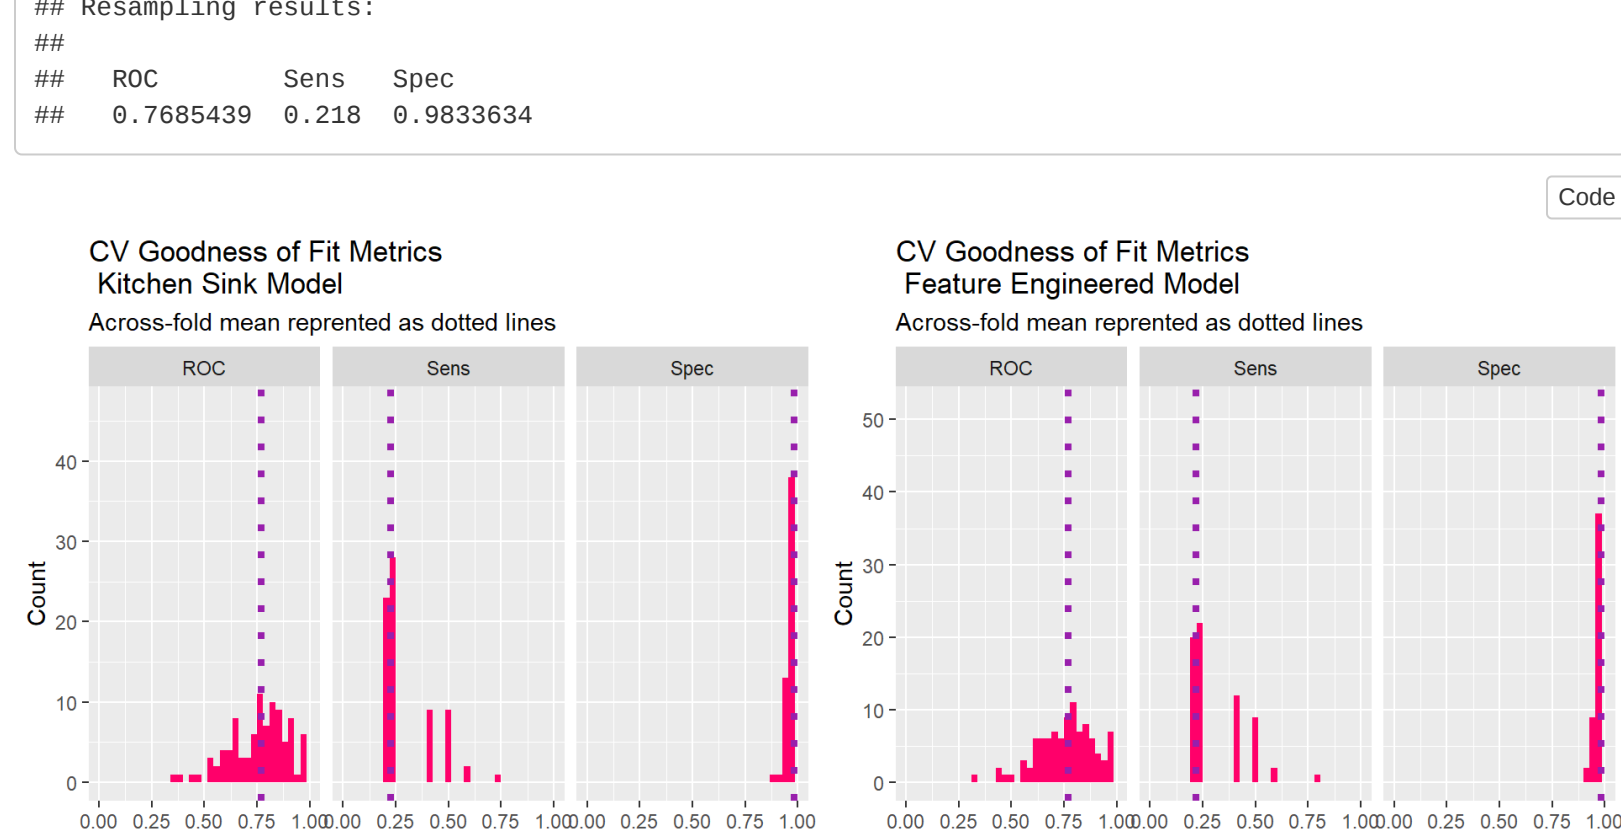 ## Resampling results:
##
##   ROC        Sens   Spec
##   0.7685439  0.218  0.9833634
Code
CV Goodness of Fit Metrics
Kitchen Sink Model
Across-fold mean reprented as dotted lines
ROC Sens Spec
Count
40
30
20
10
0
0.00 0.25 0.50 0.75 1.00 0.00 0.25 0.50 0.75 1.00 0.00 0.25 0.50 0.75 1.00
CV Goodness of Fit Metrics
Feature Engineered Model
Across-fold mean reprented as dotted lines
ROC Sens Spec
Count
50
40
30
20
10
0
0.00 0.25 0.50 0.75 1.00 0.00 0.25 0.50 0.75 1.00 0.00 0.25 0.50 0.75 1.00